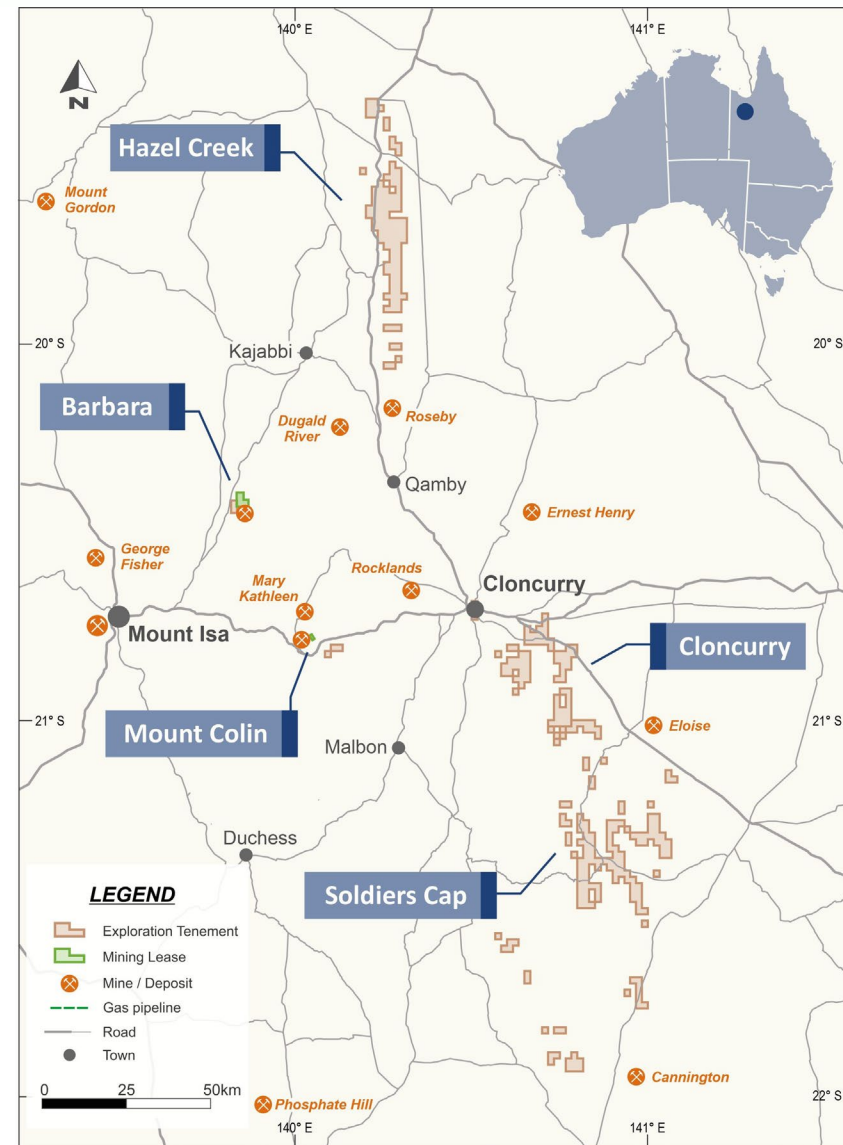 140° E
141° E
N
Hazel Creek
Mount
Gordon
20° S
20° S
Kajabbi
Barbara
Dugald
River
Roseby
Qamby
Ernest Henry
George
Fisher
Mary
Kathleen
Rocklands
Cloncurry
Mount Isa
Cloncurry
Mount Colin
21° S
21° S
Malbon
Eloise
Duchess
Soldiers Cap
LEGEND
Exploration Tenement
Mining Lease
Mine / Deposit
Gas pipeline
Road
Town
0
25
50km
Cannington
Phosphate Hill
22° S
140° E
141° E